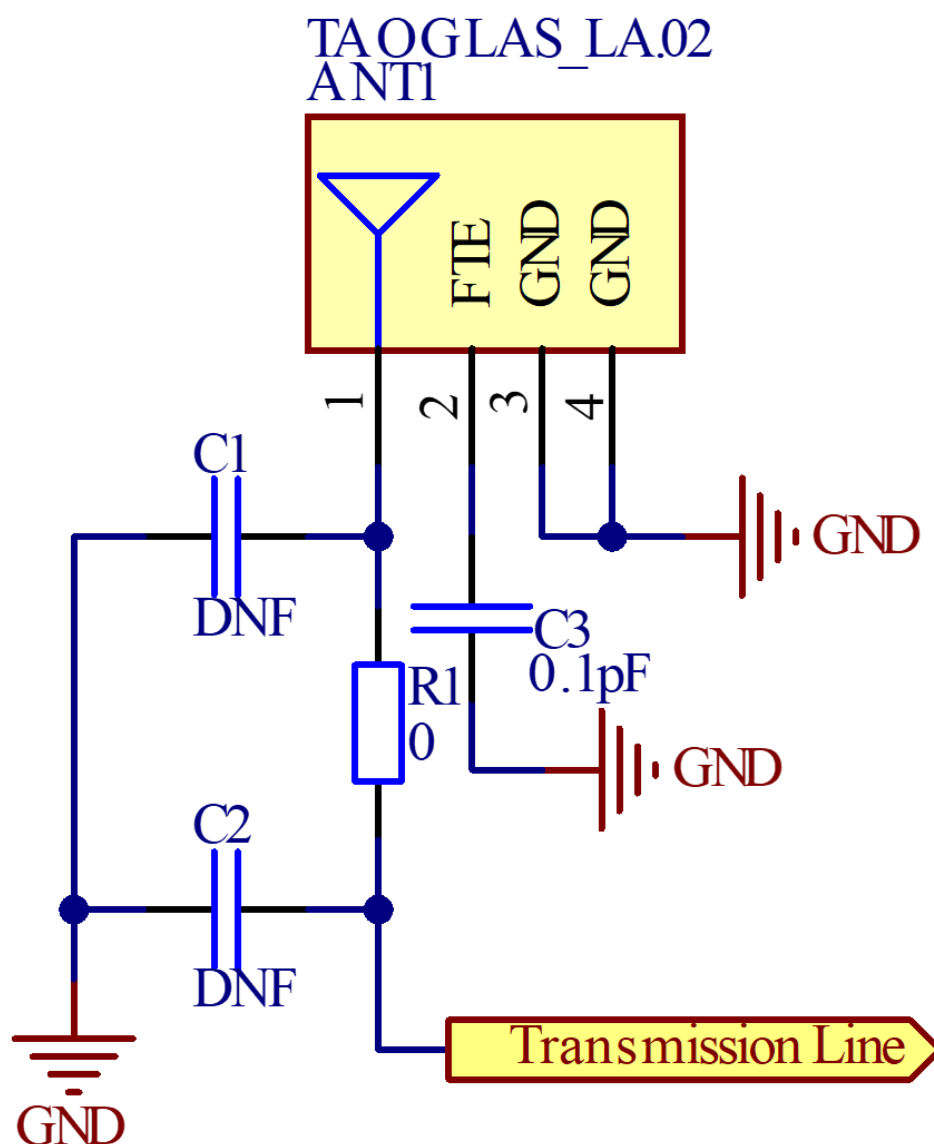 TAOGLAS_LA.02
ANT1
FTE
GND
GND
1
2
3
4
C1
DNF
GND
C3
0.1pF
R1
0
GND
C2
DNF
Transmission Line
GND